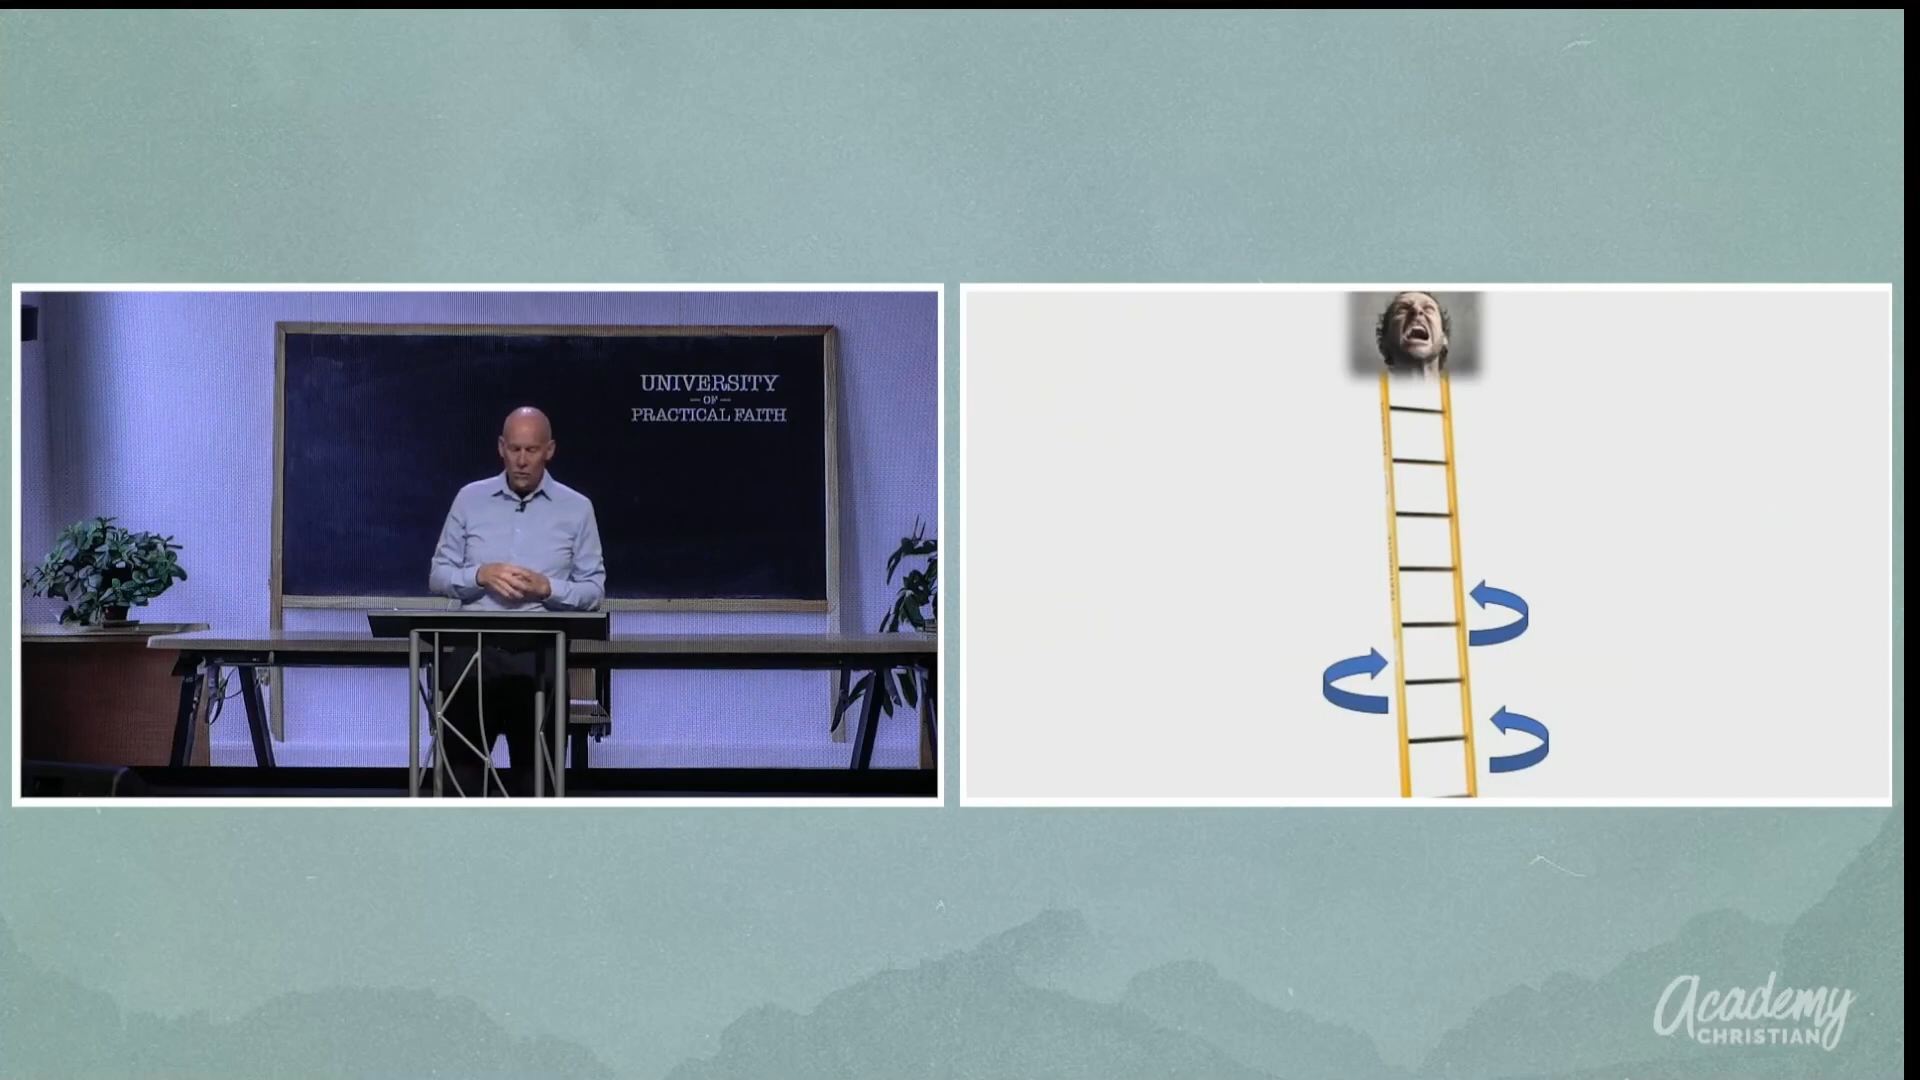 UNIVERSITY
— OF —
PRACTICAL FAITH
Academy
CHRISTIAN